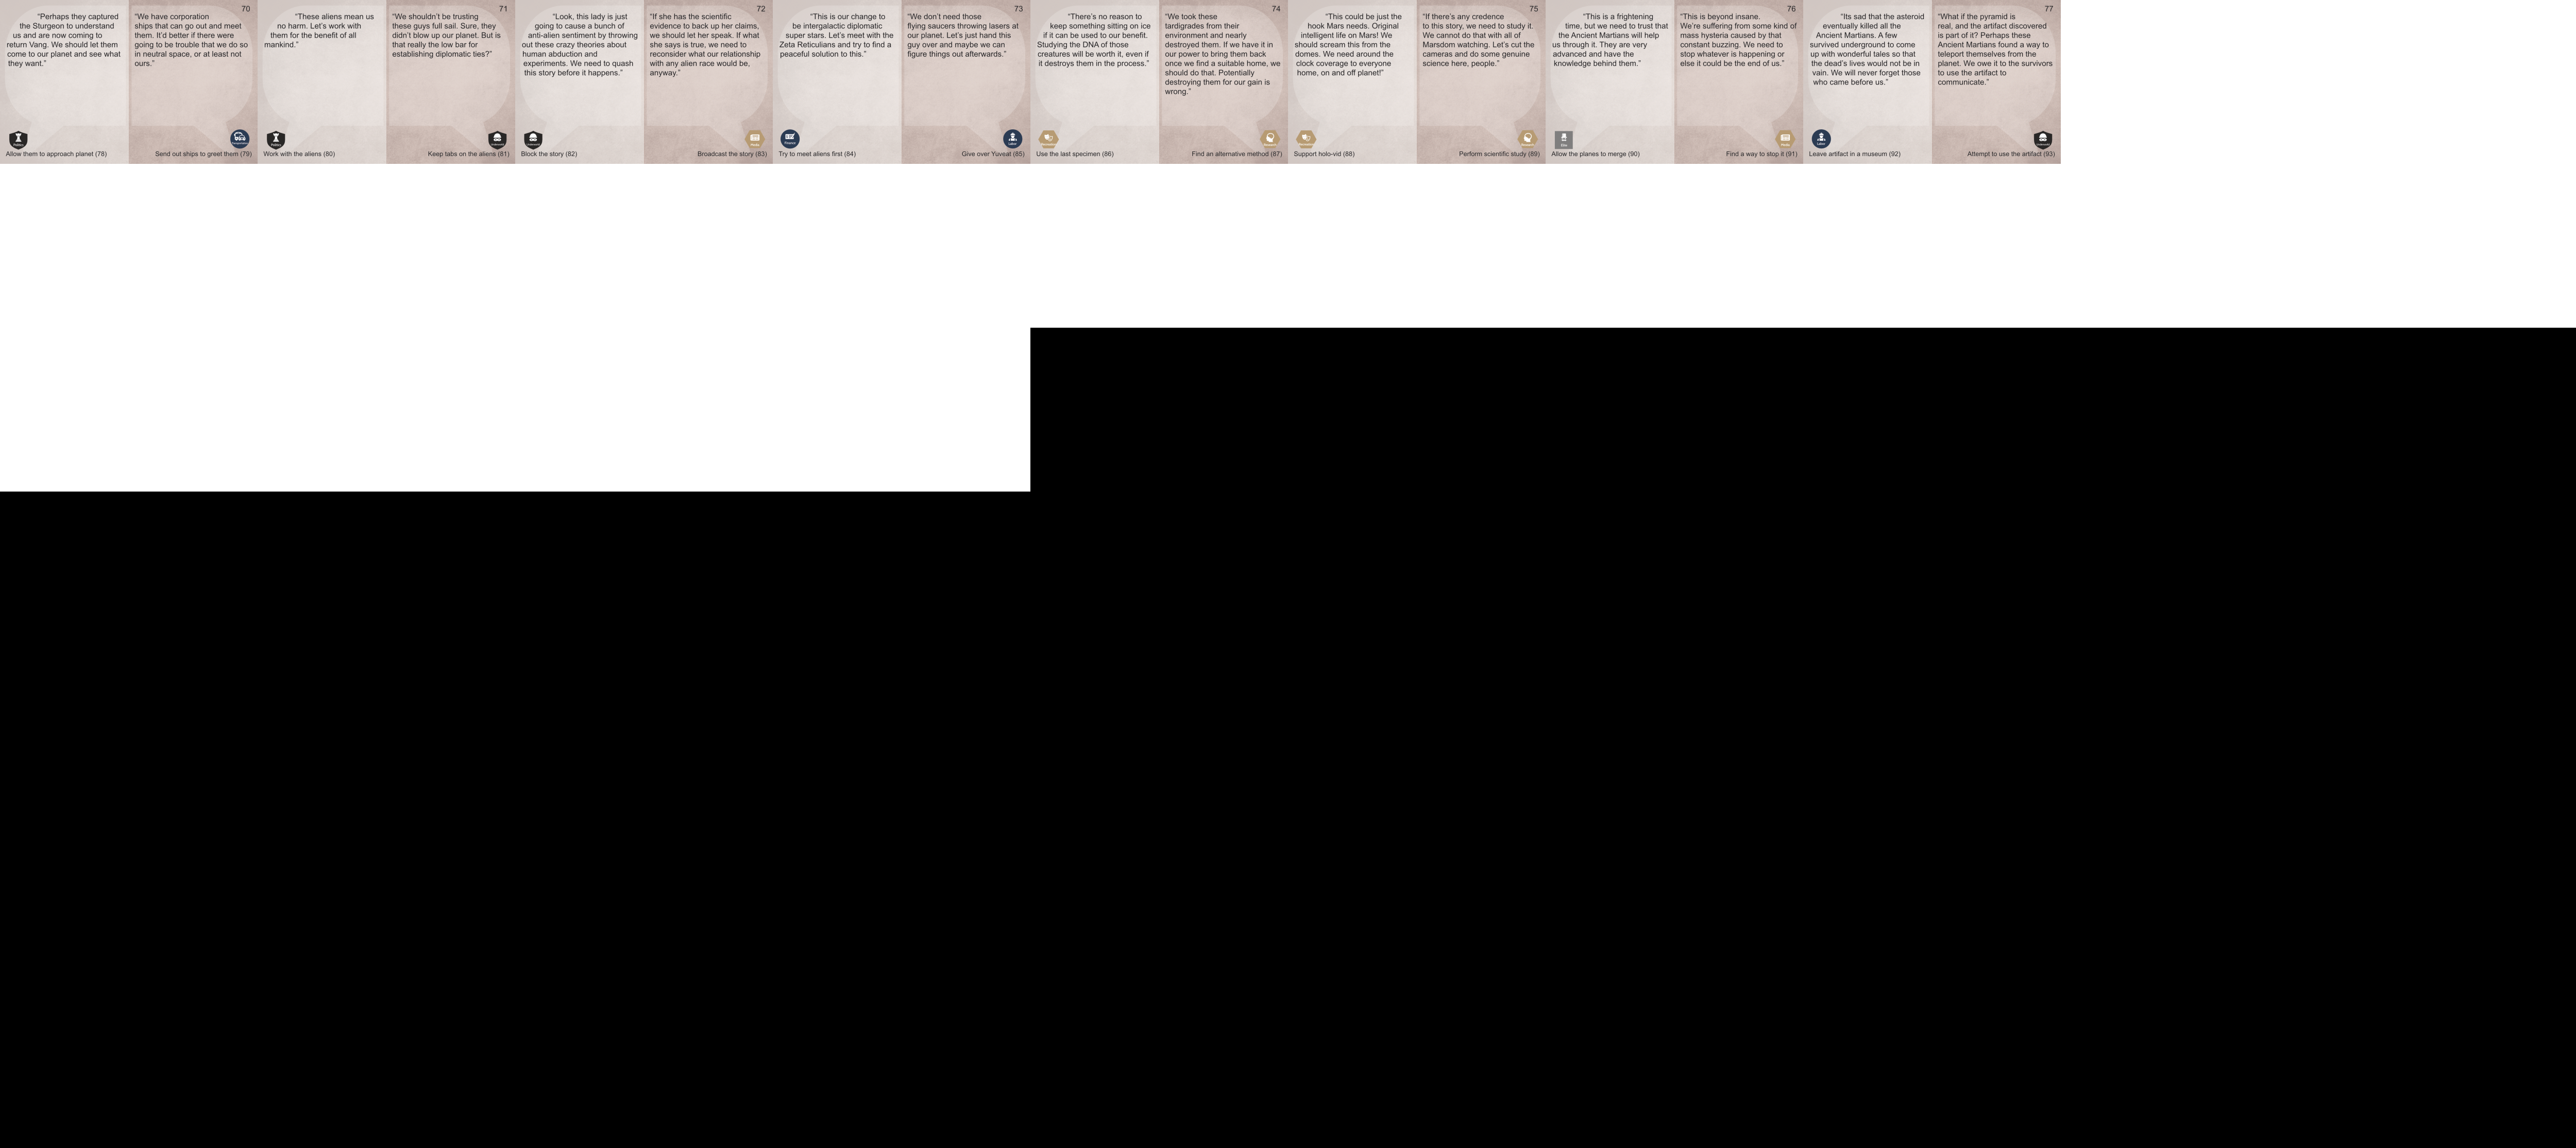 “Perhaps they captured
the Sturgeon to understand
us and are now coming to
return Vang. We should let them
come to our planet and see what
they want.”
Allow them to approach planet (78)
70
“We have corporation
ships that can go out and meet
them. It’d better if there were
going to be trouble that we do so
in neutral space, or at least not
ours.”
Send out ships to greet them (79)
“These aliens mean us
no harm. Let’s work with
them for the benefit of all
mankind.”
Work with the aliens (80)
71
“We shouldn’t be trusting
these guys full sail. Sure, they
didn’t blow up our planet. But is
that really the low bar for
establishing diplomatic ties?”
Keep tabs on the aliens (81)
“Look, this lady is just
going to cause a bunch of
anti-alien sentiment by throwing
out these crazy theories about
human abduction and
experiments. We need to quash
this story before it happens.”
Block the story (82)
72
“If she has the scientific
evidence to back up her claims,
we should let her speak. If what
she says is true, we need to
reconsider what our relationship
with any alien race would be,
anyway.”
Broadcast the story (83)
“This is our change to
be intergalactic diplomatic
super stars. Let’s meet with the
Zeta Reticulians and try to find a
peaceful solution to this.”
Finance
Try to meet aliens first (84)
73
“We don’t need those
flying saucers throwing lasers at
our planet. Let’s just hand this
guy over and maybe we can
figure things out afterwards.”
Labor
Give over Yuveat (85)
“There’s no reason to
keep something sitting on ice
if it can be used to our benefit.
Studying the DNA of those
creatures will be worth it, even if
it destroys them in the process.”
Use the last specimen (86)
74
“We took these
tardigrades from their
environment and nearly
destroyed them. If we have it in
our power to bring them back
once we find a suitable home, we
should do that. Potentially
destroying them for our gain is
wrong.”
Find an alternative method (87)
“This could be just the
hook Mars needs. Original
intelligent life on Mars! We
should scream this from the
domes. We need around the
clock coverage to everyone
home, on and off planet!”
Support holo-vid (88)
75
“If there’s any credence
to this story, we need to study it.
We cannot do that with all of
Marsdom watching. Let’s cut the
cameras and do some genuine
science here, people.”
Perform scientific study (89)
“This is a frightening
time, but we need to trust that
the Ancient Martians will help
us through it. They are very
advanced and have the
knowledge behind them.”
Allow the planes to merge (90)
76
“This is beyond insane.
We’re suffering from some kind of
mass hysteria caused by that
constant buzzing. We need to
stop whatever is happening or
else it could be the end of us.”
Find a way to stop it (91)
“Its sad that the asteroid
eventually killed all the
Ancient Martians. A few
survived underground to come
up with wonderful tales so that
the dead’s lives would not be in
vain. We will never forget those
who came before us.”
Labor
Leave artifact in a museum (92)
77
“What if the pyramid is
real, and the artifact discovered
is part of it? Perhaps these
Ancient Martians found a way to
teleport themselves from the
planet. We owe it to the survivors
to use the artifact to
communicate.”
Attempt to use the artifact (93)